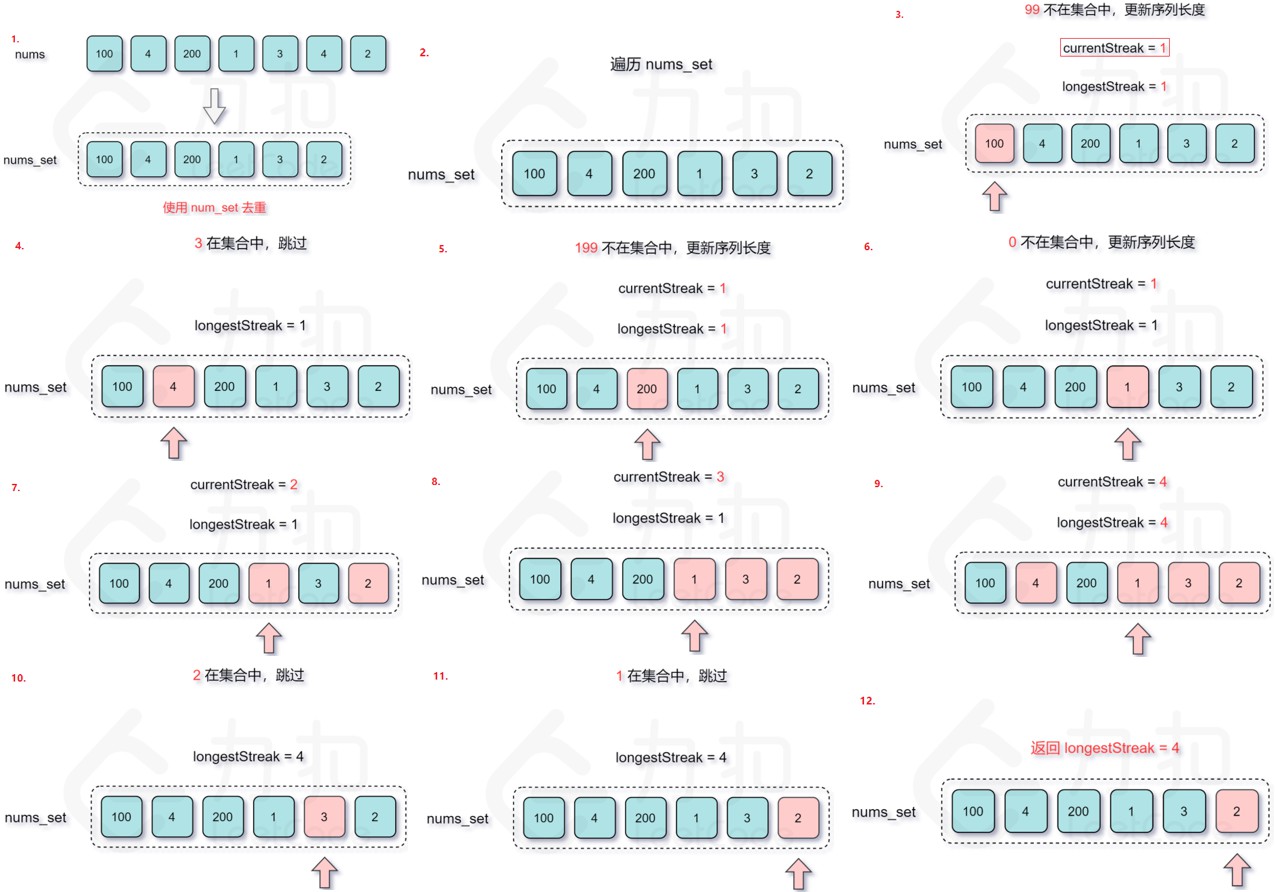 1.
nums
100 4 200 1 3 4 2
nums_set
100 4 200 1 3 2
使用 num_set 去重
2.
遍历 nums_set
nums_set
100 4 200 1 3 2
3.
99 不在集合中，更新序列长度
currentStreak = 1
longestStreak = 1
nums_set
100 4 200 1 3 2
4.
3 在集合中，跳过
longestStreak = 1
nums_set
100 4 200 1 3 2
5.
199 不在集合中，更新序列长度
currentStreak = 1
longestStreak = 1
nums_set
100 4 200 1 3 2
6.
0 不在集合中，更新序列长度
currentStreak = 1
longestStreak = 1
nums_set
100 4 200 1 3 2
7.
currentStreak = 2
longestStreak = 1
nums_set
100 4 200 1 3 2
8.
currentStreak = 3
longestStreak = 1
nums_set
100 4 200 1 3 2
9.
currentStreak = 4
longestStreak = 4
nums_set
100 4 200 1 3 2
10.
2 在集合中，跳过
longestStreak = 4
nums_set
100 4 200 1 3 2
11.
1 在集合中，跳过
longestStreak = 4
nums_set
100 4 200 1 3 2
12.
返回 longestStreak = 4
nums_set
100 4 200 1 3 2
力扣
LeetCode